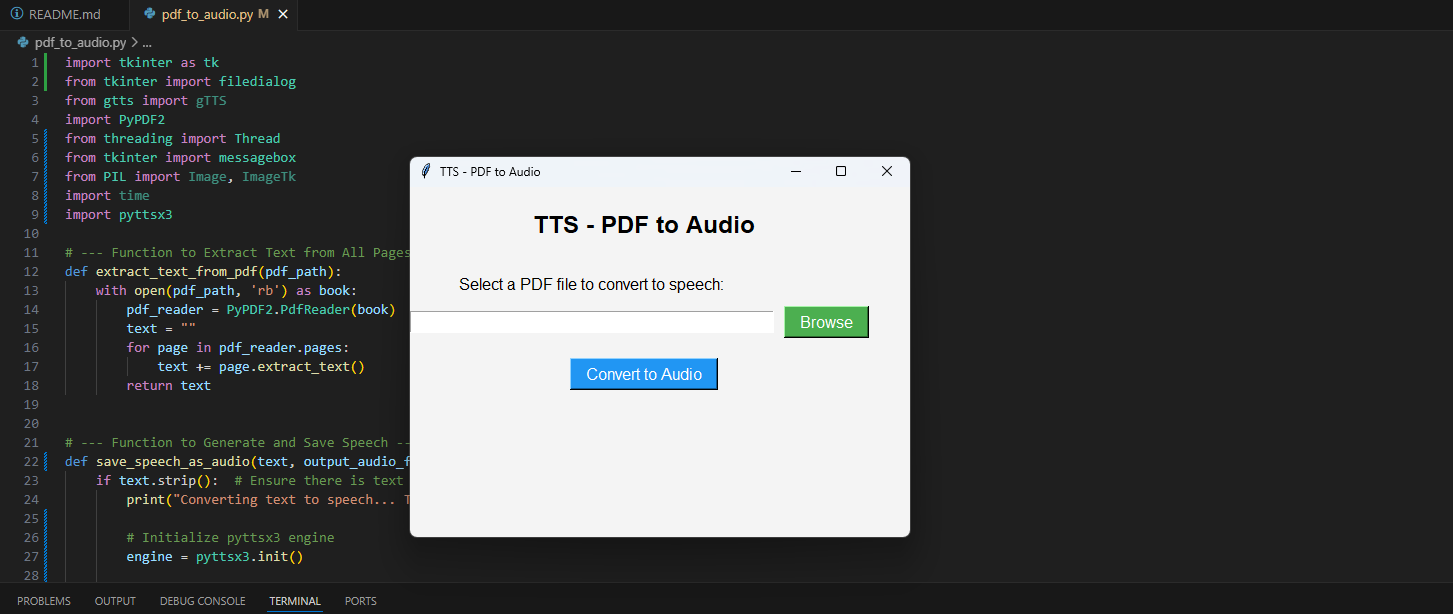 README.md
pdf_to_audio.py M
pdf_to_audio.py > ...
1 import tkinter as tk
2 from tkinter import filedialog
3 from gtts import gTTS
4 import PyPDF2
5 from threading import Thread
6 from tkinter import messagebox
7 from PIL import Image, ImageTk
8 import time
9 import pyttsx3
10
11 # --- Function to Extract Text from All Pages
12 def extract_text_from_pdf(pdf_path):
13 with open(pdf_path, 'rb') as book:
14 pdf_reader = PyPDF2.PdfReader(book)
15 text = ""
16 for page in pdf_reader.pages:
17 text += page.extract_text()
18 return text
19
20
21 # --- Function to Generate and Save Speech --
22 def save_speech_as_audio(text, output_audio_f
23 if text.strip():  # Ensure there is text
24 print("Converting text to speech... T
25
26 # Initialize pyttsx3 engine
27 engine = pyttsx3.init()
28
TTS - PDF to Audio
TTS - PDF to Audio
Select a PDF file to convert to speech:
Browse
Convert to Audio
PROBLEMS OUTPUT DEBUG CONSOLE TERMINAL PORTS